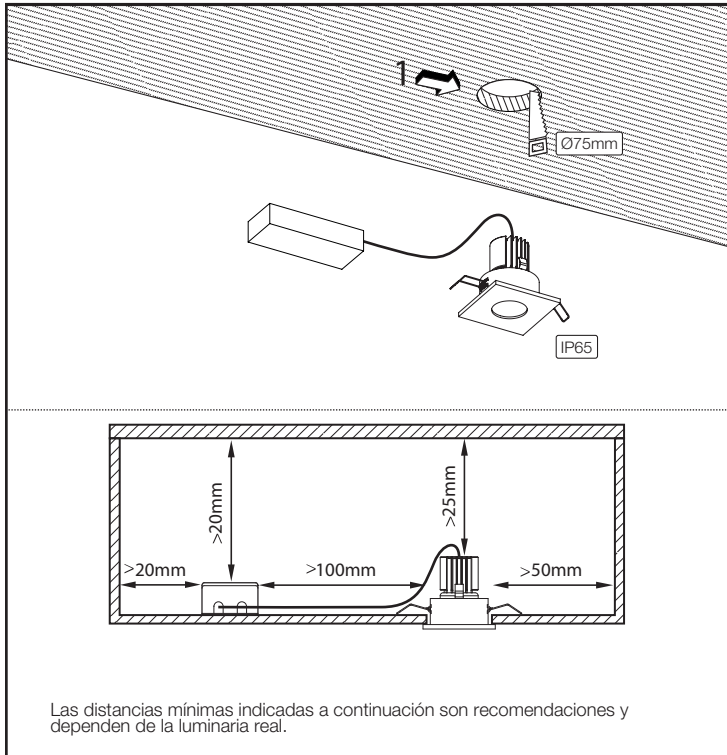 1
Ø75mm
IP65
>20mm
>25mm
>20mm
>100mm
>50mm
Las distancias mínimas indicadas a continuación son recomendaciones y
dependen de la luminaria real.